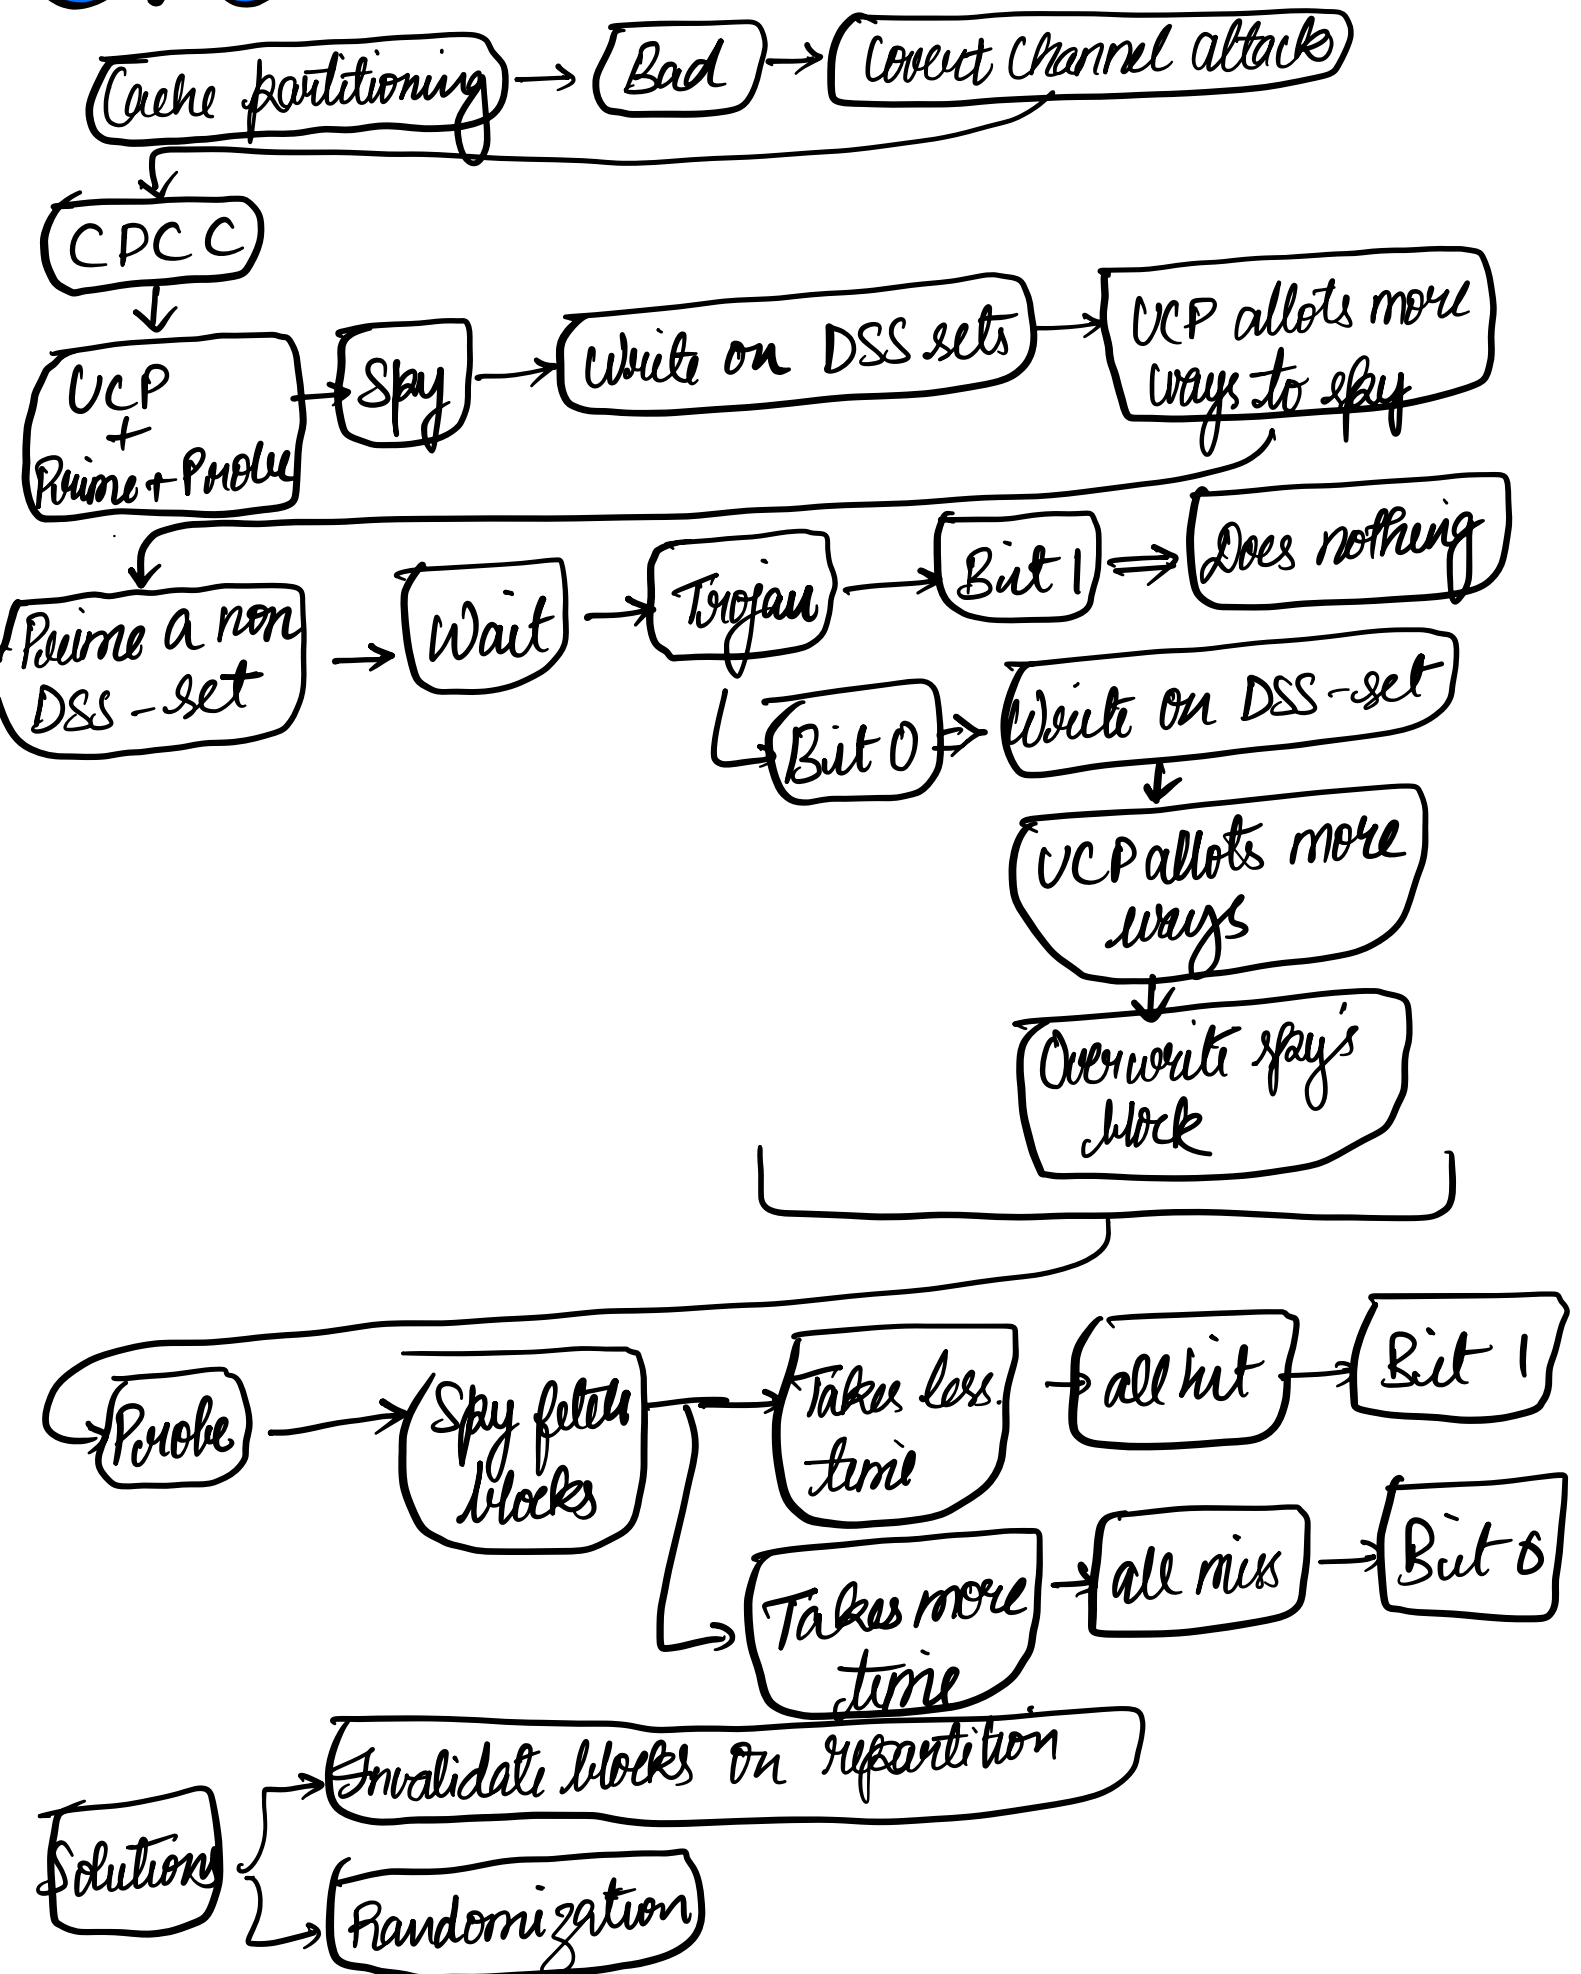 Cache partitioning
Bad
Covert channel attacks
CPCC
UCP
+
Prime + Probe
Spy
Write on DSS sets
UCP allots more
ways to spy
Prime a non
DSS-set
Wait
Trojan
Bit 1
Does nothing
Bit 0
Write on DSS-set
UCP allots more
ways
Overwrite spy's
block
Probe
Spy fetch
blocks
Takes less
time
all hit
Bit 1
Takes more
time
all miss
Bit 0
Solutions
Invalidate blocks on repartition
Randomization